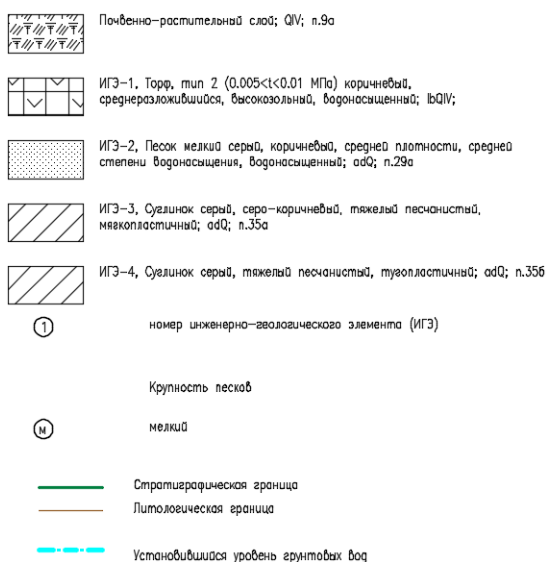 Почвенно-растительный слой; QIV; п.9а
ИГЭ-1, Торф, тип 2 (0.005<t<0.01 МПа) коричневый,
среднеразложившийся, высокозольный, водонасыщенный; lbQIV;
ИГЭ-2, Песок мелкий серый, коричневый, средней плотности, средней
степени водонасыщения, водонасыщенный; adQ; п.29а
ИГЭ-3, Суглинок серый, серо-коричневый, тяжелый песчанистый,
мягкопластичный; adQ; п.35а
ИГЭ-4, Суглинок серый, тяжелый песчанистый, тугопластичный; adQ; п.35б
1 номер инженерно-геологического элемента (ИГЭ)
Крупность песков
м мелкий
Стратиграфическая граница
Литологическая граница
Установившийся уровень грунтовых вод